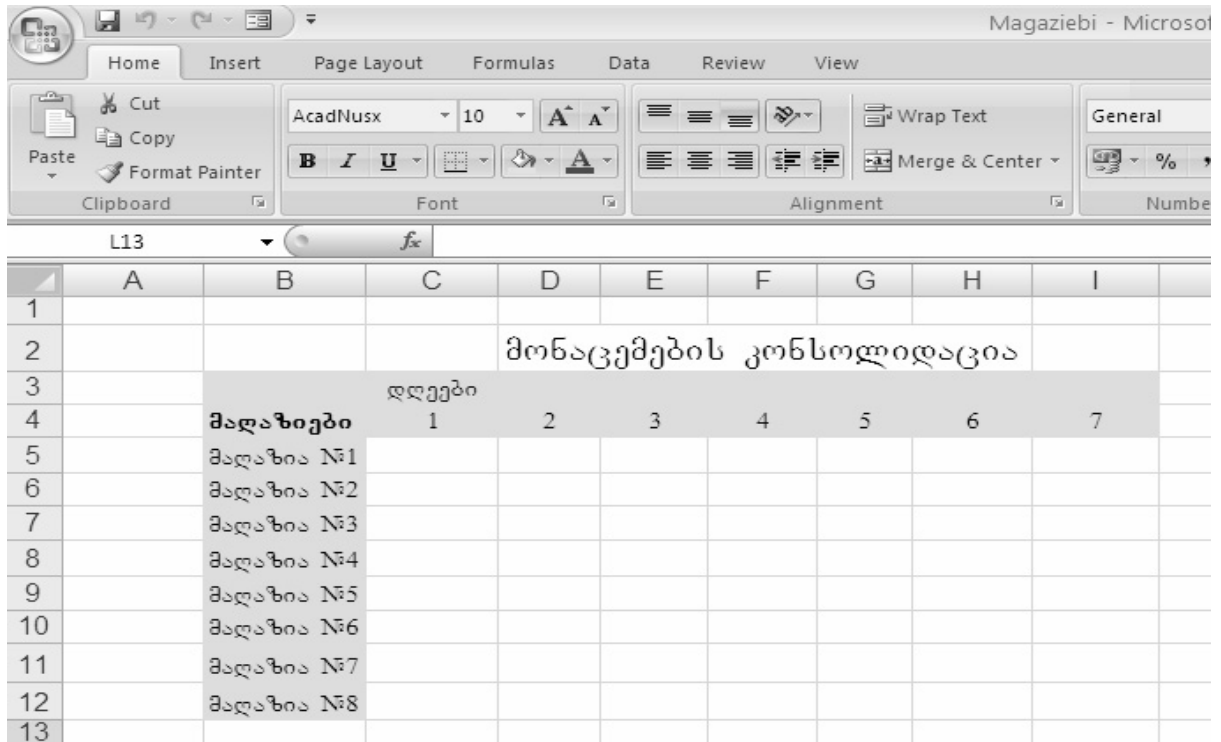 Magaziebi - Microsof
Home Insert Page Layout Formulas Data Review View
Cut
Copy
Paste
Format Painter
Clipboard
AcadNusx 10 A A
B I U A
Font
Wrap Text
Merge & Center
Alignment
General
% ,
Numbe
L13 fx
A B C D E F G H I
1
2 მონაცემების კონსოლიდაცია
3 დღეები
4 მაღაზიები 1 2 3 4 5 6 7
5 მაღაზია №1
6 მაღაზია №2
7 მაღაზია №3
8 მაღაზია №4
9 მაღაზია №5
10 მაღაზია №6
11 მაღაზია №7
12 მაღაზია №8
13